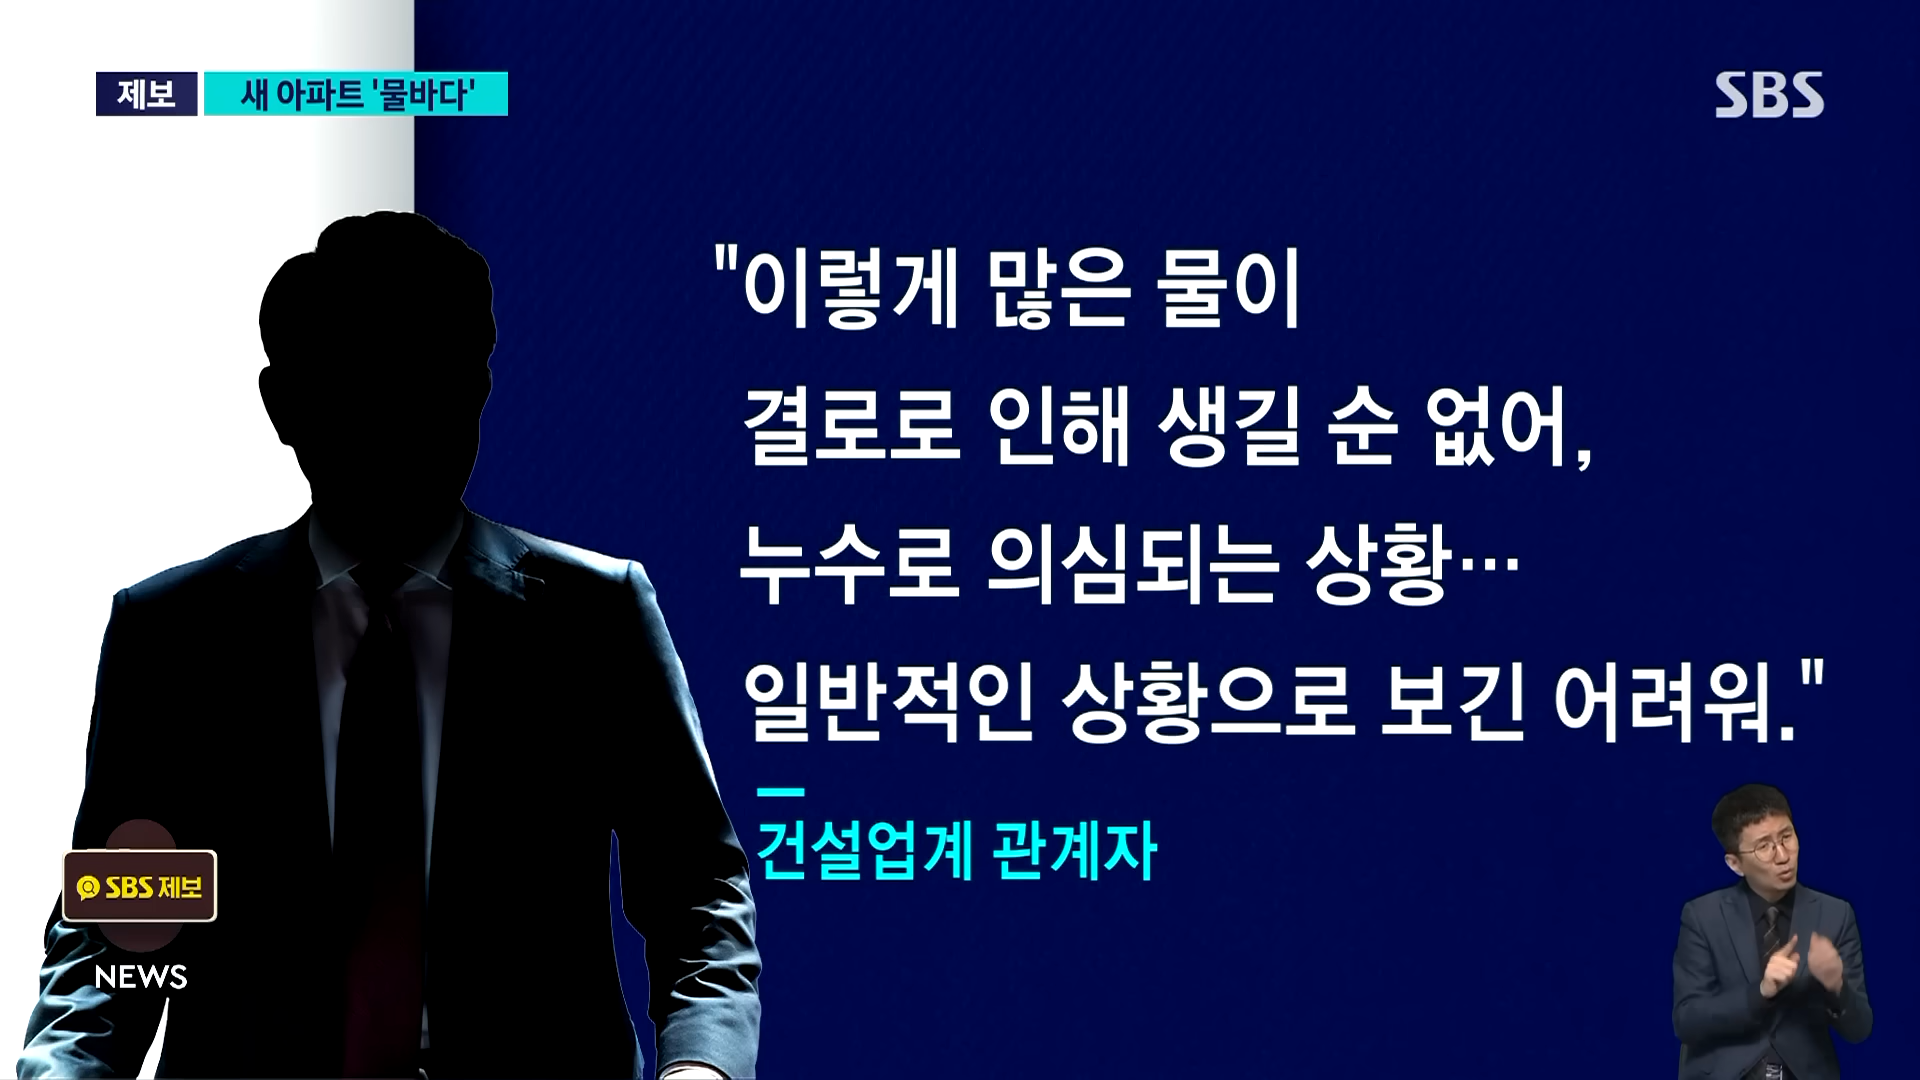 제보
새 아파트 '물바다'
SBS
"이렇게 많은 물이
결로로 인해 생길 순 없어,
누수로 의심되는 상황…
일반적인 상황으로 보긴 어려워."
건설업계 관계자
SBS 제보
NEWS